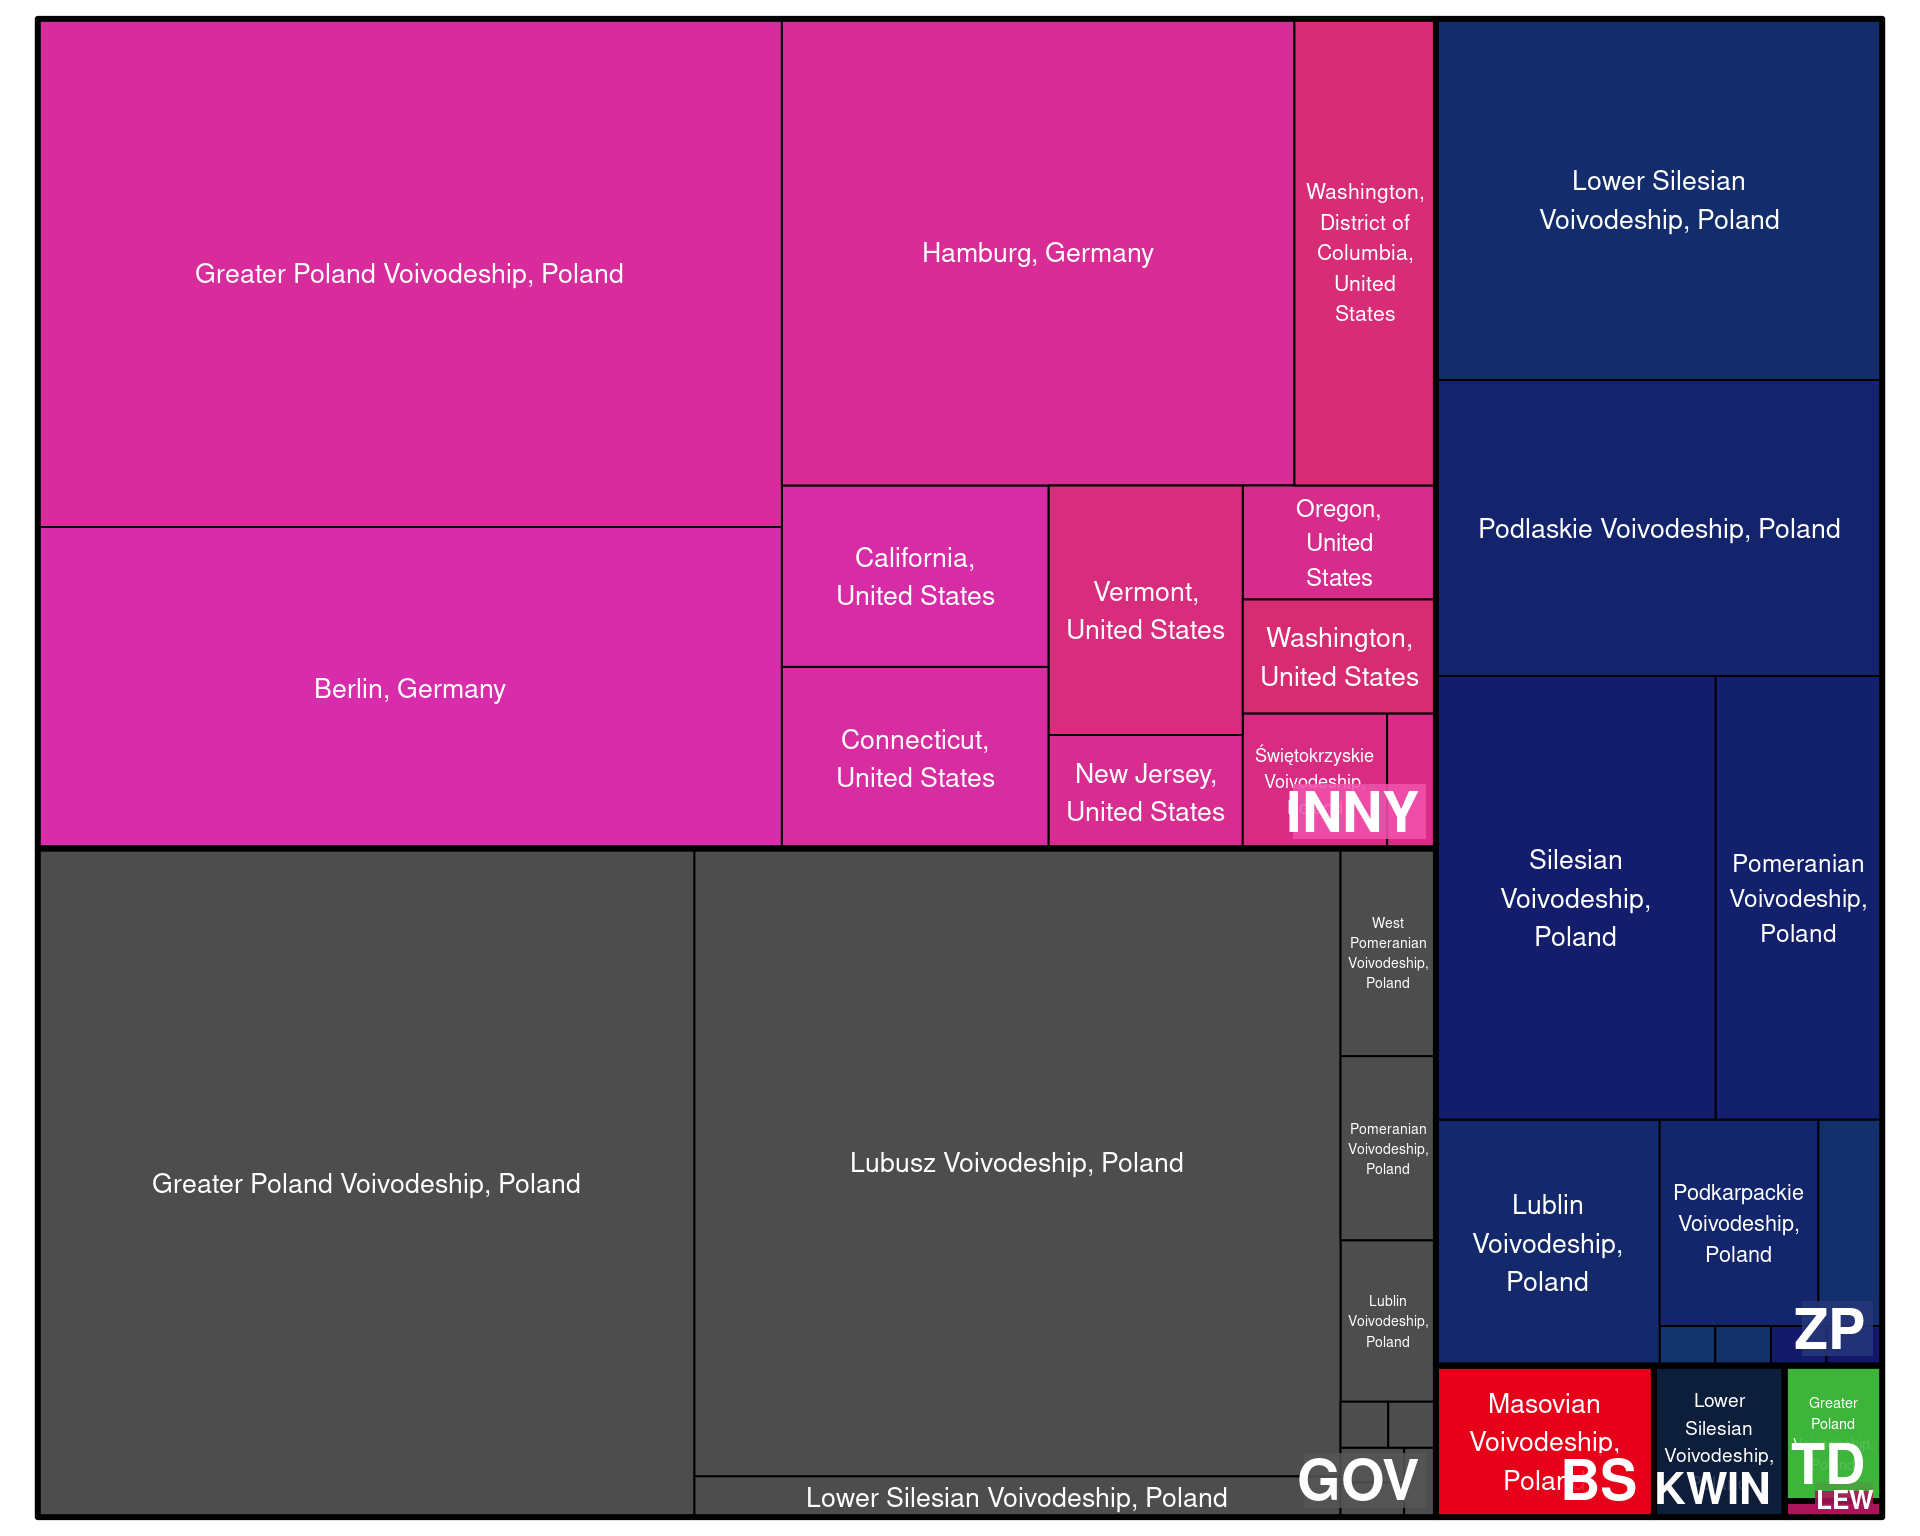 Greater Poland Voivodeship, Poland
Berlin, Germany
Hamburg, Germany
Washington,
District of
Columbia,
United
States
California,
United States
Connecticut,
United States
Vermont,
United States
New Jersey,
United States
Oregon,
United
States
Washington,
United States
Świętokrzyskie
Voivodeship,
INNY
Greater Poland Voivodeship, Poland
Lubusz Voivodeship, Poland
Lower Silesian Voivodeship, Poland
West
Pomeranian
Voivodeship,
Poland
Pomeranian
Voivodeship,
Poland
Lublin
Voivodeship,
Poland
GOV
Lower Silesian
Voivodeship, Poland
Podlaskie Voivodeship, Poland
Silesian
Voivodeship,
Poland
Pomeranian
Voivodeship,
Poland
Lublin
Voivodeship,
Poland
Podkarpackie
Voivodeship,
Poland
ZP
Masovian
Voivodeship,
Poland
BS
Lower
Silesian
Voivodeship,
KWIN
Greater
Poland
TD
LEW